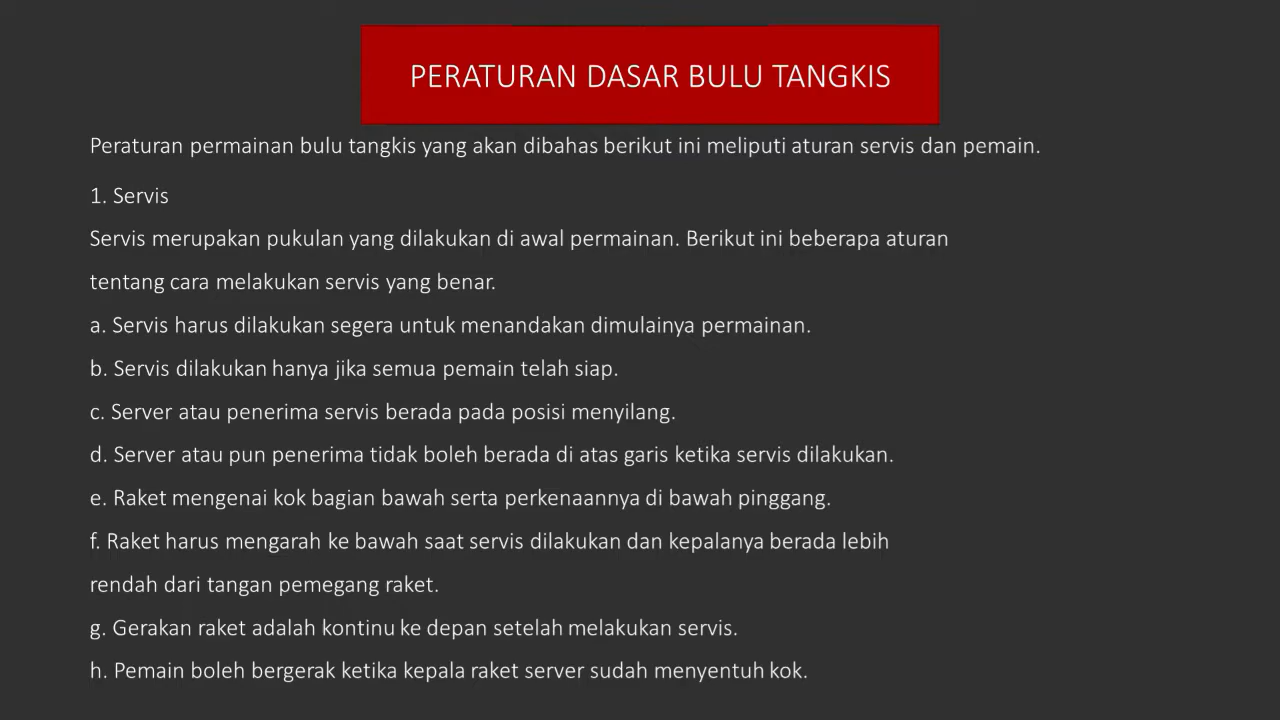 PERATURAN DASAR BULU TANGKIS
Peraturan permainan bulu tangkis yang akan dibahas berikut ini meliputi aturan servis dan pemain.
1. Servis
Servis merupakan pukulan yang dilakukan di awal permainan. Berikut ini beberapa aturan
tentang cara melakukan servis yang benar.
a. Servis harus dilakukan segera untuk menandakan dimulainya permainan.
b. Servis dilakukan hanya jika semua pemain telah siap.
c. Server atau penerima servis berada pada posisi menyilang.
d. Server atau pun penerima tidak boleh berada di atas garis ketika servis dilakukan.
e. Raket mengenai kok bagian bawah serta perkenaannya di bawah pinggang.
f. Raket harus mengarah ke bawah saat servis dilakukan dan kepalanya berada lebih
rendah dari tangan pemegang raket.
g. Gerakan raket adalah kontinu ke depan setelah melakukan servis.
h. Pemain boleh bergerak ketika kepala raket server sudah menyentuh kok.